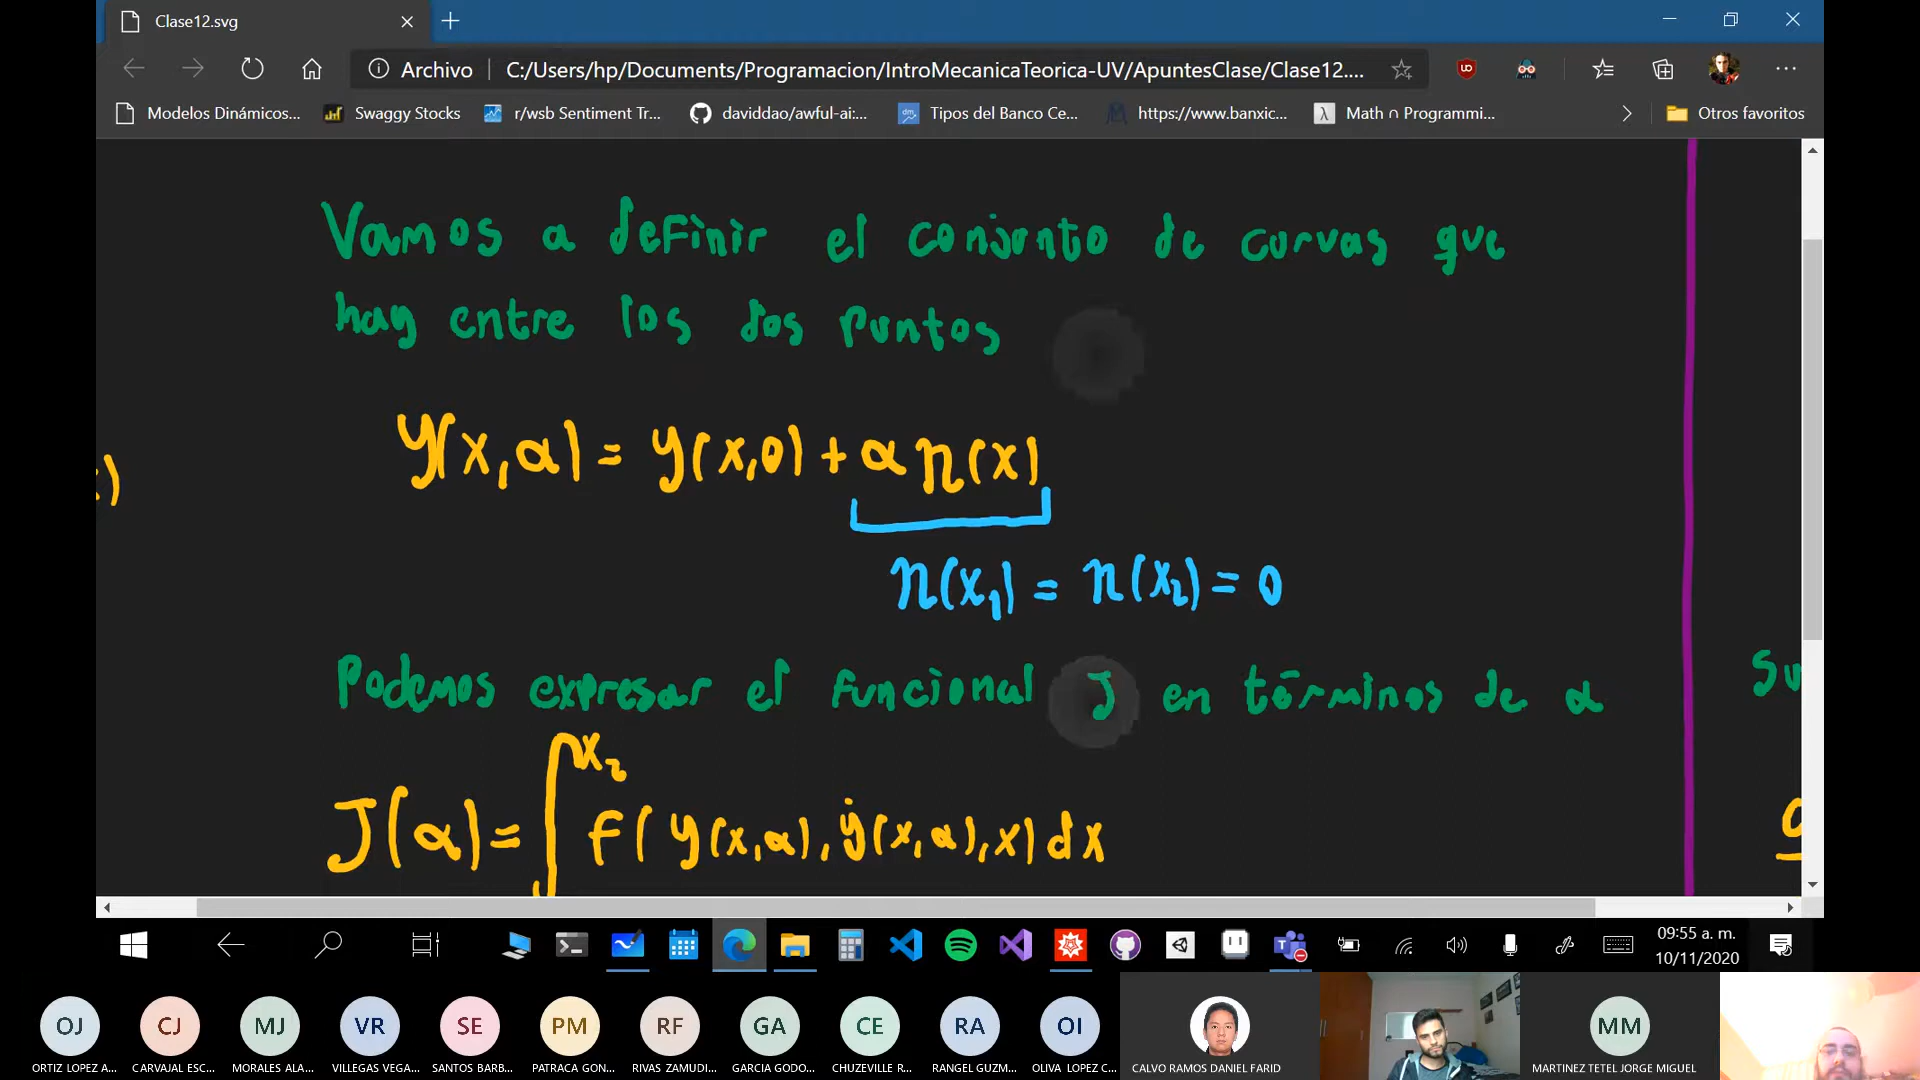 Clase12.svg
Archivo | C:/Users/hp/Documents/Programacion/IntroMecanicaTeorica-UV/ApuntesClase/Clase12....
Modelos Dinámicos... Swaggy Stocks r/wsb Sentiment Tr... daviddao/awful-ai:... Tipos del Banco Ce... https://www.banxic... Math ∩ Programmi... Otros favoritos
Vamos a definir el conjunto de curvas que
hay entre los dos puntos
y(x,α) = y(x,0) + α η(x)
η(x₁) = η(x₂) = 0
Podemos expresar el funcional J en términos de α
J(α) = ∫ x₂ f(y(x,α), ẏ(x,α), x) dx
09:55 a. m.
10/11/2020
OJ CJ MJ VR SE PM RF GA CE RA OI MM
ORTIZ LOPEZ A... CARVAJAL ESC... MORALES ALA... VILLEGAS VEGA... SANTOS BARB... PATRACA GON... RIVAS ZAMUDI... GARCIA GODO... CHUZEVILLE R... RANGEL GUZM... OLIVA LOPEZ C... CALVO RAMOS DANIEL FARID MARTINEZ TETEL JORGE MIGUEL